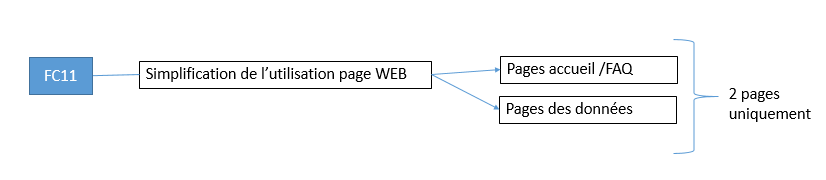 FC11
Simplification de l’utilisation page WEB
Pages accueil /FAQ
Pages des données
2 pages
uniquement